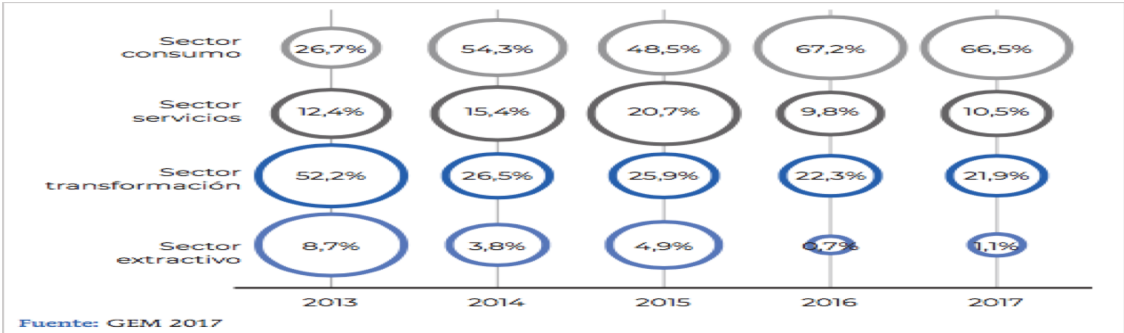 Sector consumo 26,7% 54,3% 48,5% 67,2% 66,5%
Sector servicios 12,4% 15,4% 20,7% 9,8% 10,5%
Sector transformación 52,2% 26,5% 25,9% 22,3% 21,9%
Sector extractivo 8,7% 3,8% 4,9% 0,7% 1,1%
2013 2014 2015 2016 2017
Fuente: GEM 2017